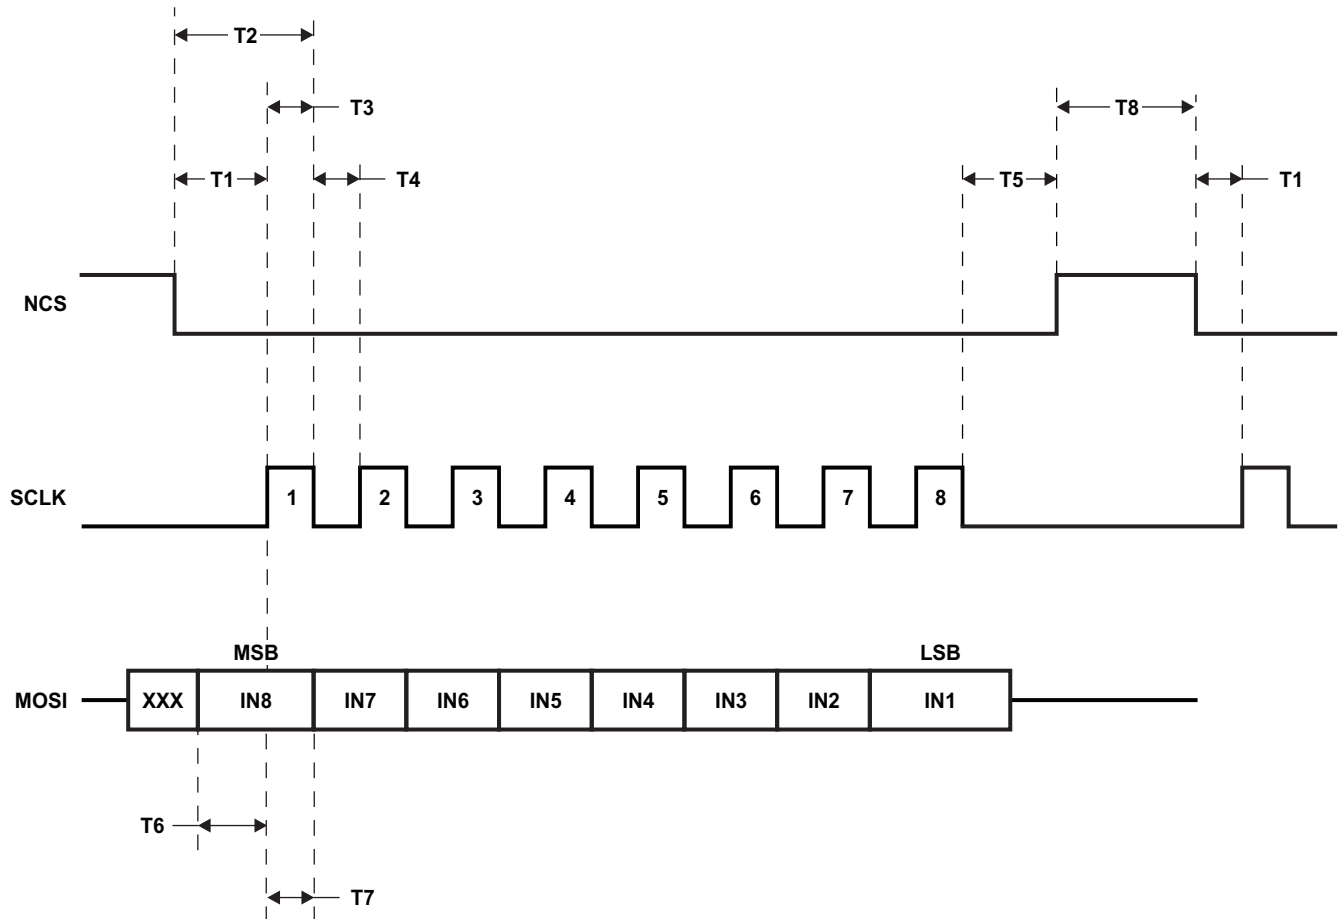 T2
T3
T8
T1
T4
T5
T1
NCS
SCLK
1 2 3 4 5 6 7 8
MSB LSB
MOSI XXX IN8 IN7 IN6 IN5 IN4 IN3 IN2 IN1
T6
T7